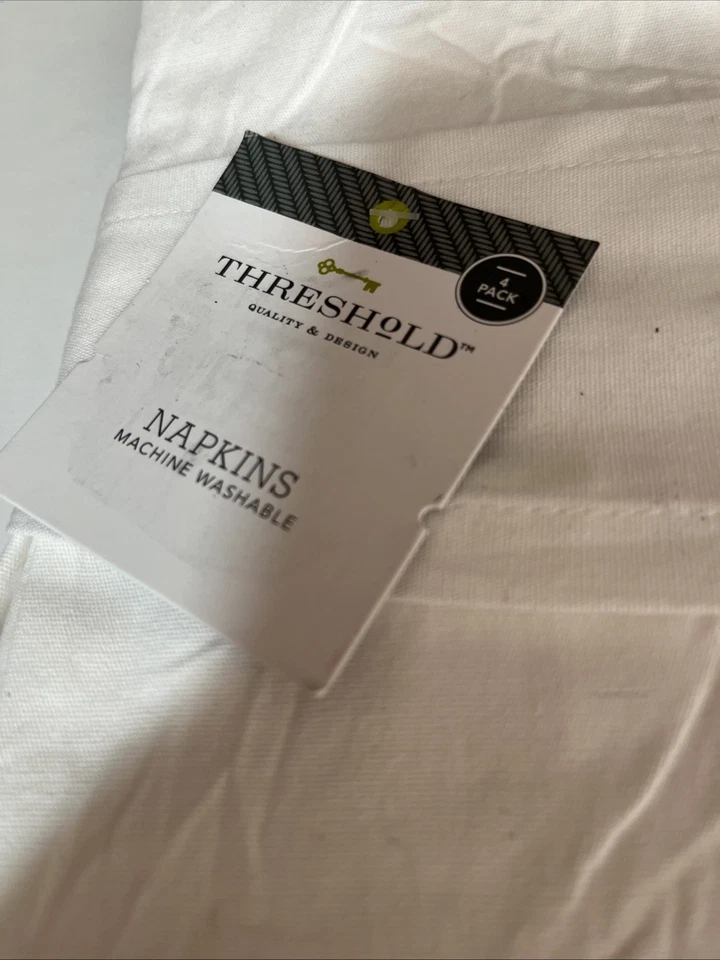 4
PACK
THRESHOLD™
QUALITY & DESIGN
NAPKINS
MACHINE WASHABLE